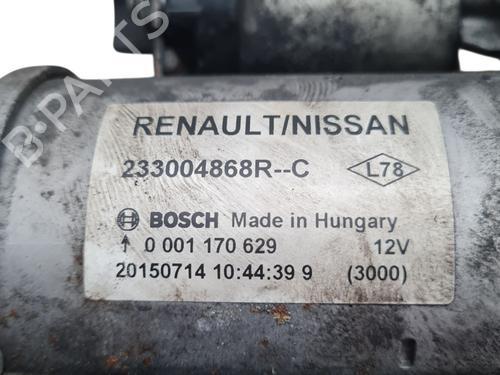 RENAULT/NISSAN
233004868R--C L78
BOSCH Made in Hungary
0 001 170 629 12V
20150714 10:44:39 9 (3000)
B-PARTS